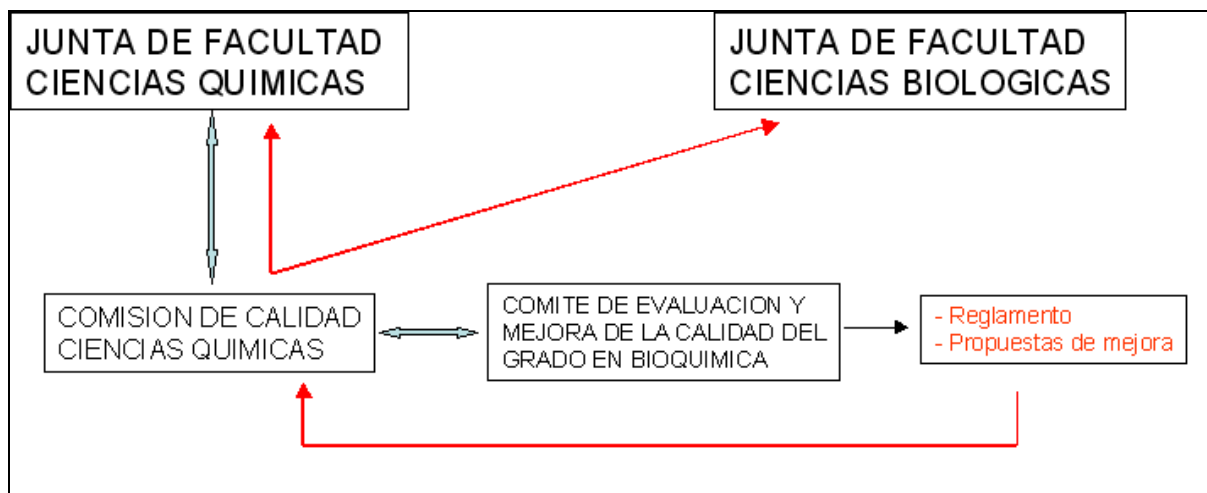 JUNTA DE FACULTAD
CIENCIAS QUIMICAS
JUNTA DE FACULTAD
CIENCIAS BIOLOGICAS
COMISION DE CALIDAD
CIENCIAS QUIMICAS
COMITE DE EVALUACION Y
MEJORA DE LA CALIDAD DEL
GRADO EN BIOQUIMICA
- Reglamento
- Propuestas de mejora